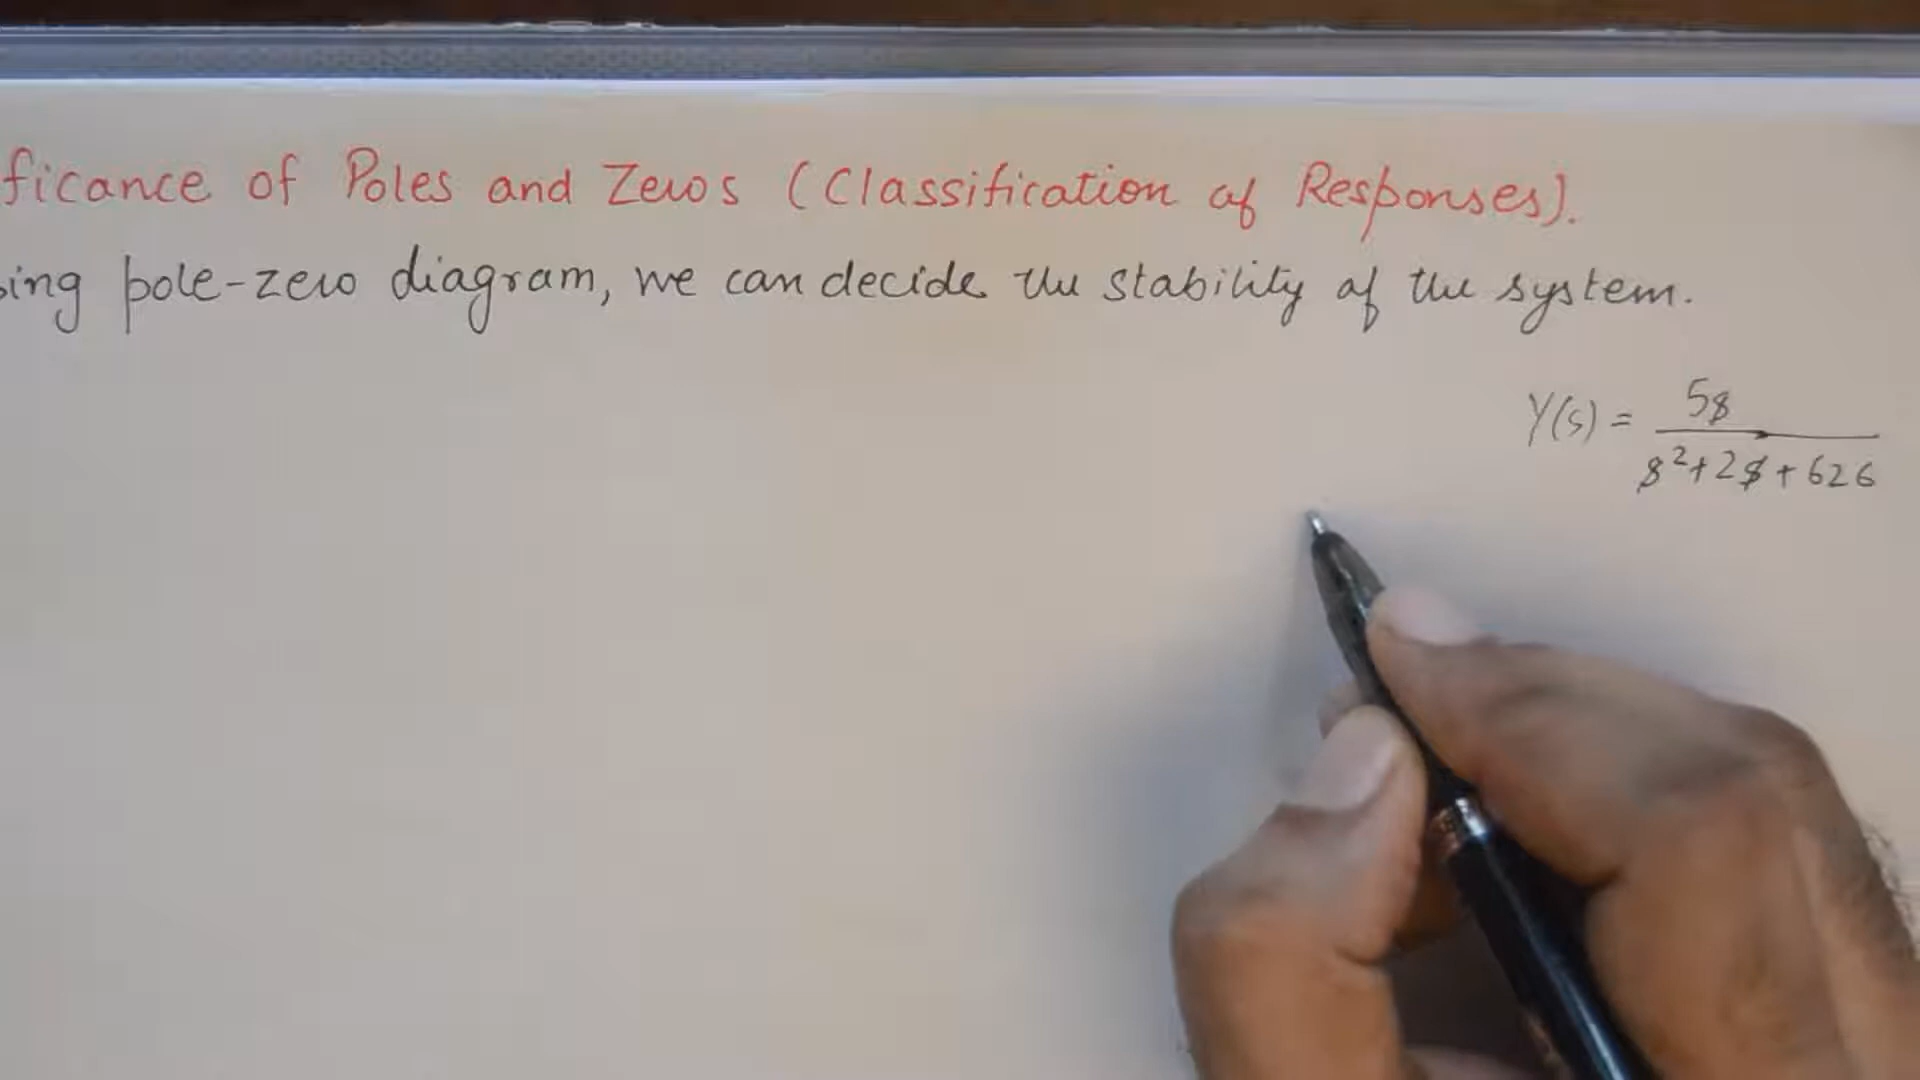 ficance of Poles and Zeros (Classification of Responses).
ing pole-zero diagram, we can decide the stability of the system.
Y(s) = 5s / s²+2s+626